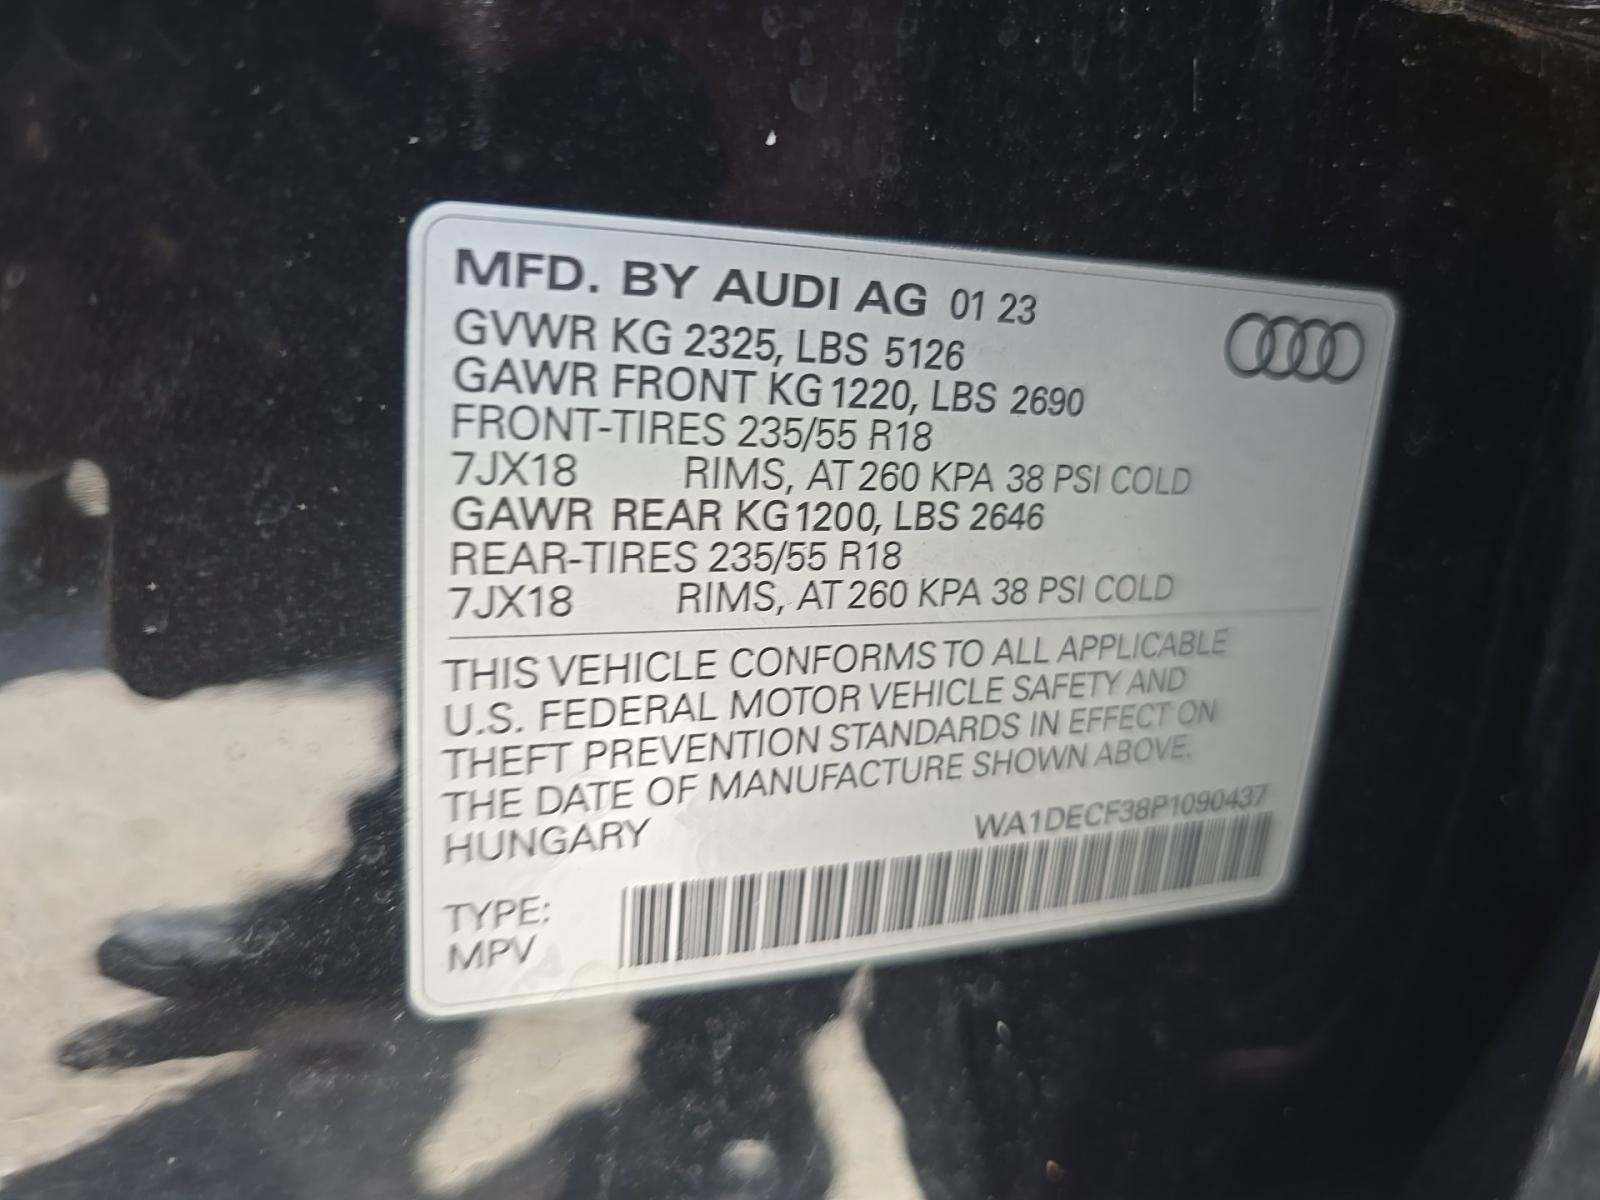 MFD. BY AUDI AG 01 23
GVWR KG 2325, LBS 5126
GAWR FRONT KG 1220, LBS 2690
FRONT-TIRES 235/55 R18
7JX18 RIMS, AT 260 KPA 38 PSI COLD
GAWR REAR KG 1200, LBS 2646
REAR-TIRES 235/55 R18
7JX18 RIMS, AT 260 KPA 38 PSI COLD
THIS VEHICLE CONFORMS TO ALL APPLICABLE
U.S. FEDERAL MOTOR VEHICLE SAFETY AND
THEFT PREVENTION STANDARDS IN EFFECT ON
THE DATE OF MANUFACTURE SHOWN ABOVE.
HUNGARY
WA1DECF38P1090437
TYPE:
MPV